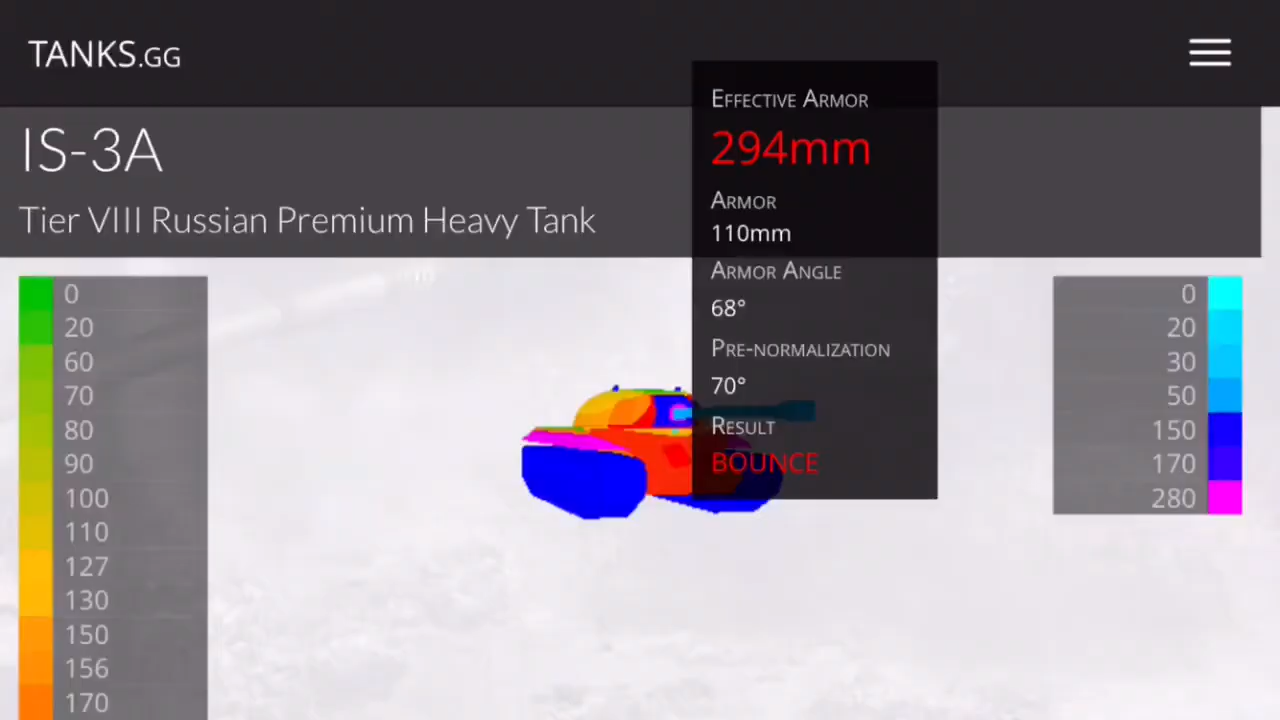 TANKS.GG
IS-3A
Tier VIII Russian Premium Heavy Tank
Effective Armor
294mm
Armor
110mm
Armor Angle
68°
Pre-normalization
70°
Result
BOUNCE
0
20
60
70
80
90
100
110
127
130
150
156
170
0
20
30
50
150
170
280